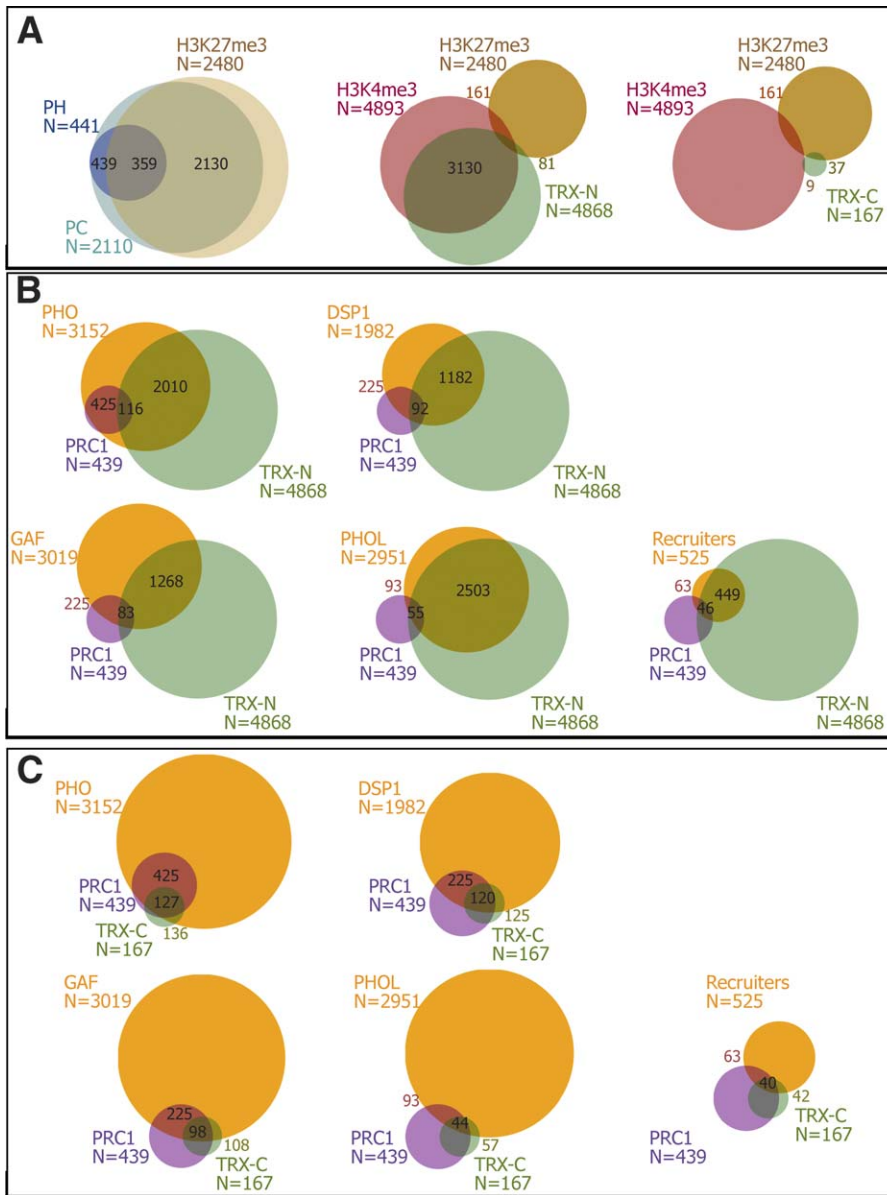 A
H3K27me3
N=2480
PH
N=441
439
359
2130
PC
N=2110
H3K27me3
N=2480
H3K4me3
N=4893
161
3130
81
TRX-N
N=4868
H3K27me3
N=2480
H3K4me3
N=4893
161
37
9
TRX-C
N=167
B
PHO
N=3152
2010
425
116
PRC1
N=439
TRX-N
N=4868
DSP1
N=1982
1182
225
92
PRC1
N=439
TRX-N
N=4868
GAF
N=3019
1268
225
83
PRC1
N=439
TRX-N
N=4868
PHOL
N=2951
93
2503
55
PRC1
N=439
TRX-N
N=4868
Recruiters
N=525
63
449
46
PRC1
N=439
TRX-N
N=4868
C
PHO
N=3152
425
PRC1
N=439
127
TRX-C
N=167
136
DSP1
N=1982
225
PRC1
N=439
120
125
TRX-C
N=167
GAF
N=3019
225
98
PRC1
N=439
108
TRX-C
N=167
PHOL
N=2951
93
44
PRC1
N=439
57
TRX-C
N=167
Recruiters
N=525
63
40
42
TRX-C
N=167
PRC1
N=439